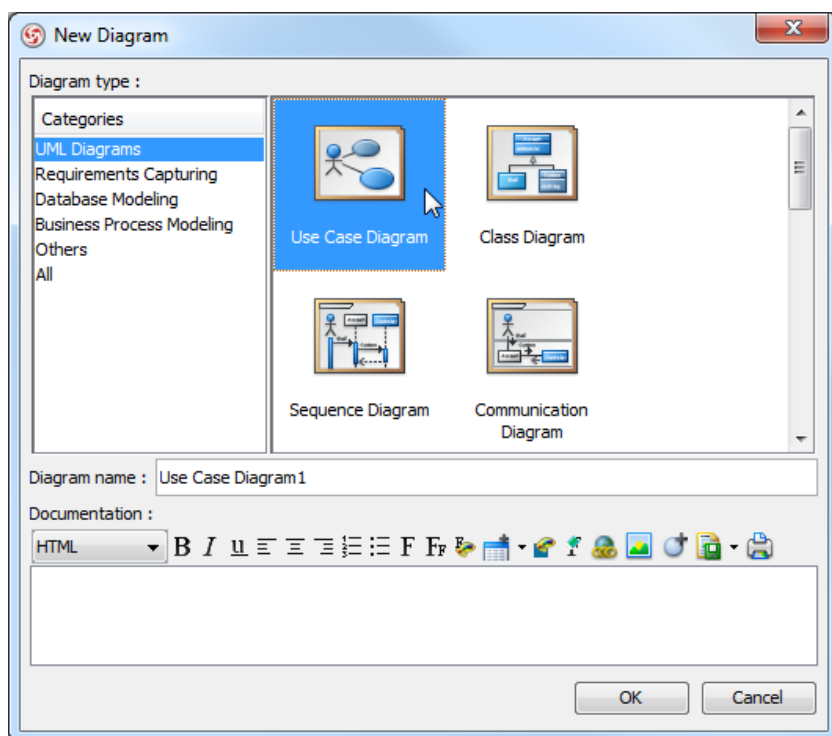 New Diagram
Diagram type :
Categories
UML Diagrams
Requirements Capturing
Database Modeling
Business Process Modeling
Others
All
Use Case Diagram
Class Diagram
Sequence Diagram
Communication
Diagram
Diagram name : Use Case Diagram1
Documentation :
HTML B I u F FF
OK Cancel